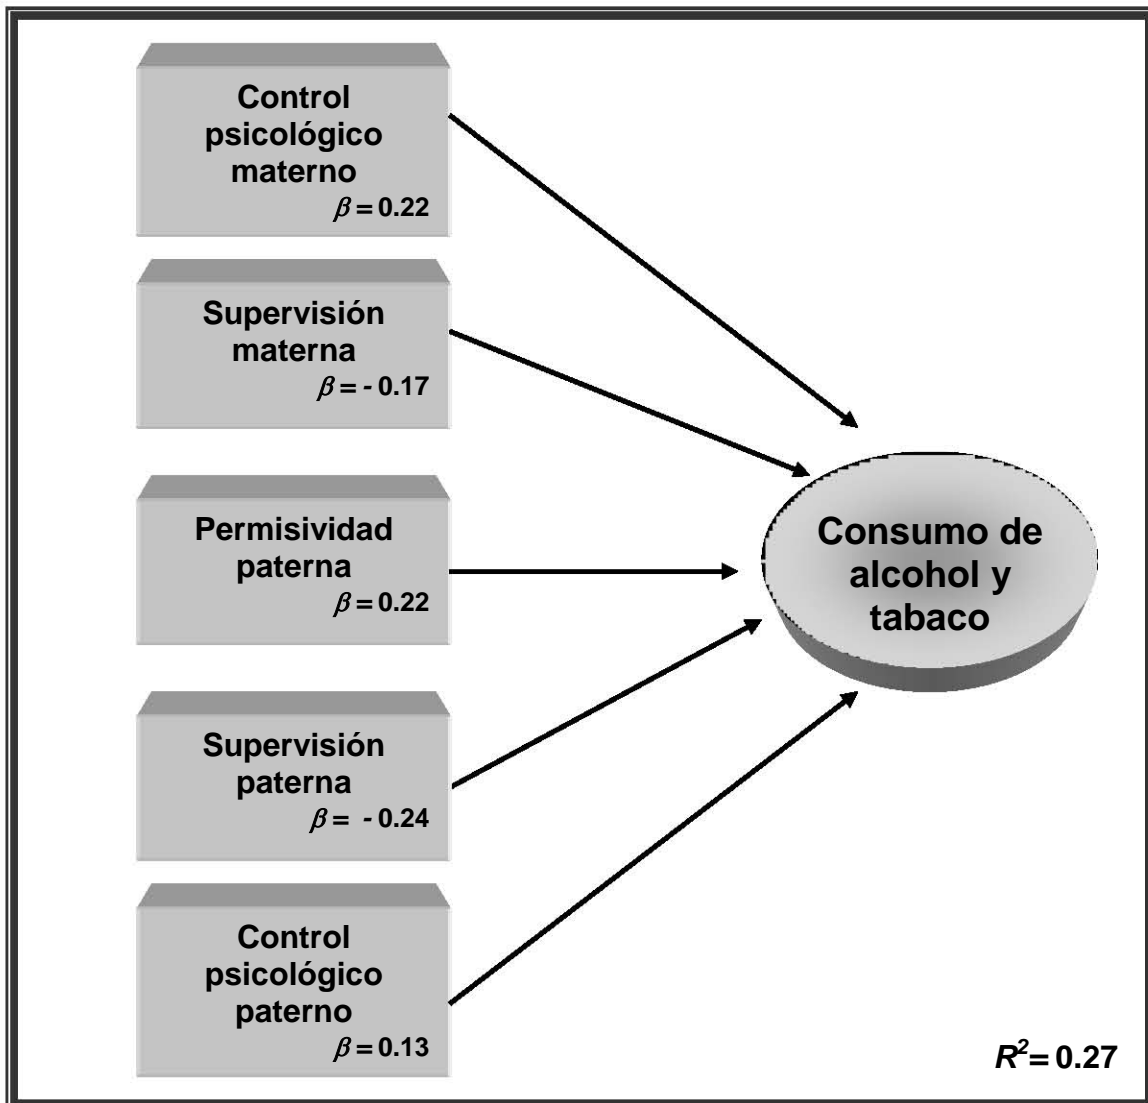 Control
psicológico
materno
β = 0.22
Supervisión
materna
β = - 0.17
Permisividad
paterna
β = 0.22
Supervisión
paterna
β = - 0.24
Control
psicológico
paterno
β = 0.13
Consumo de
alcohol y
tabaco
R²= 0.27